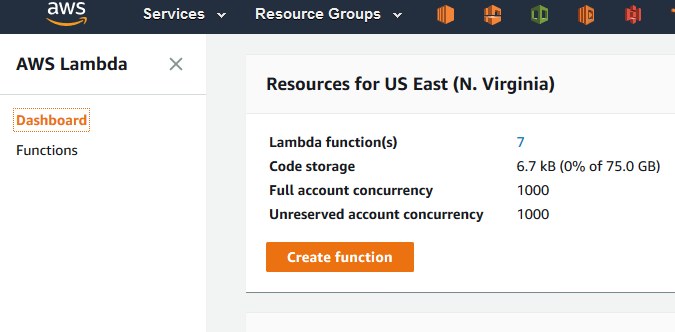 aws Services Resource Groups
AWS Lambda
Dashboard
Functions
Resources for US East (N. Virginia)
Lambda function(s) 7
Code storage 6.7 kB (0% of 75.0 GB)
Full account concurrency 1000
Unreserved account concurrency 1000
Create function